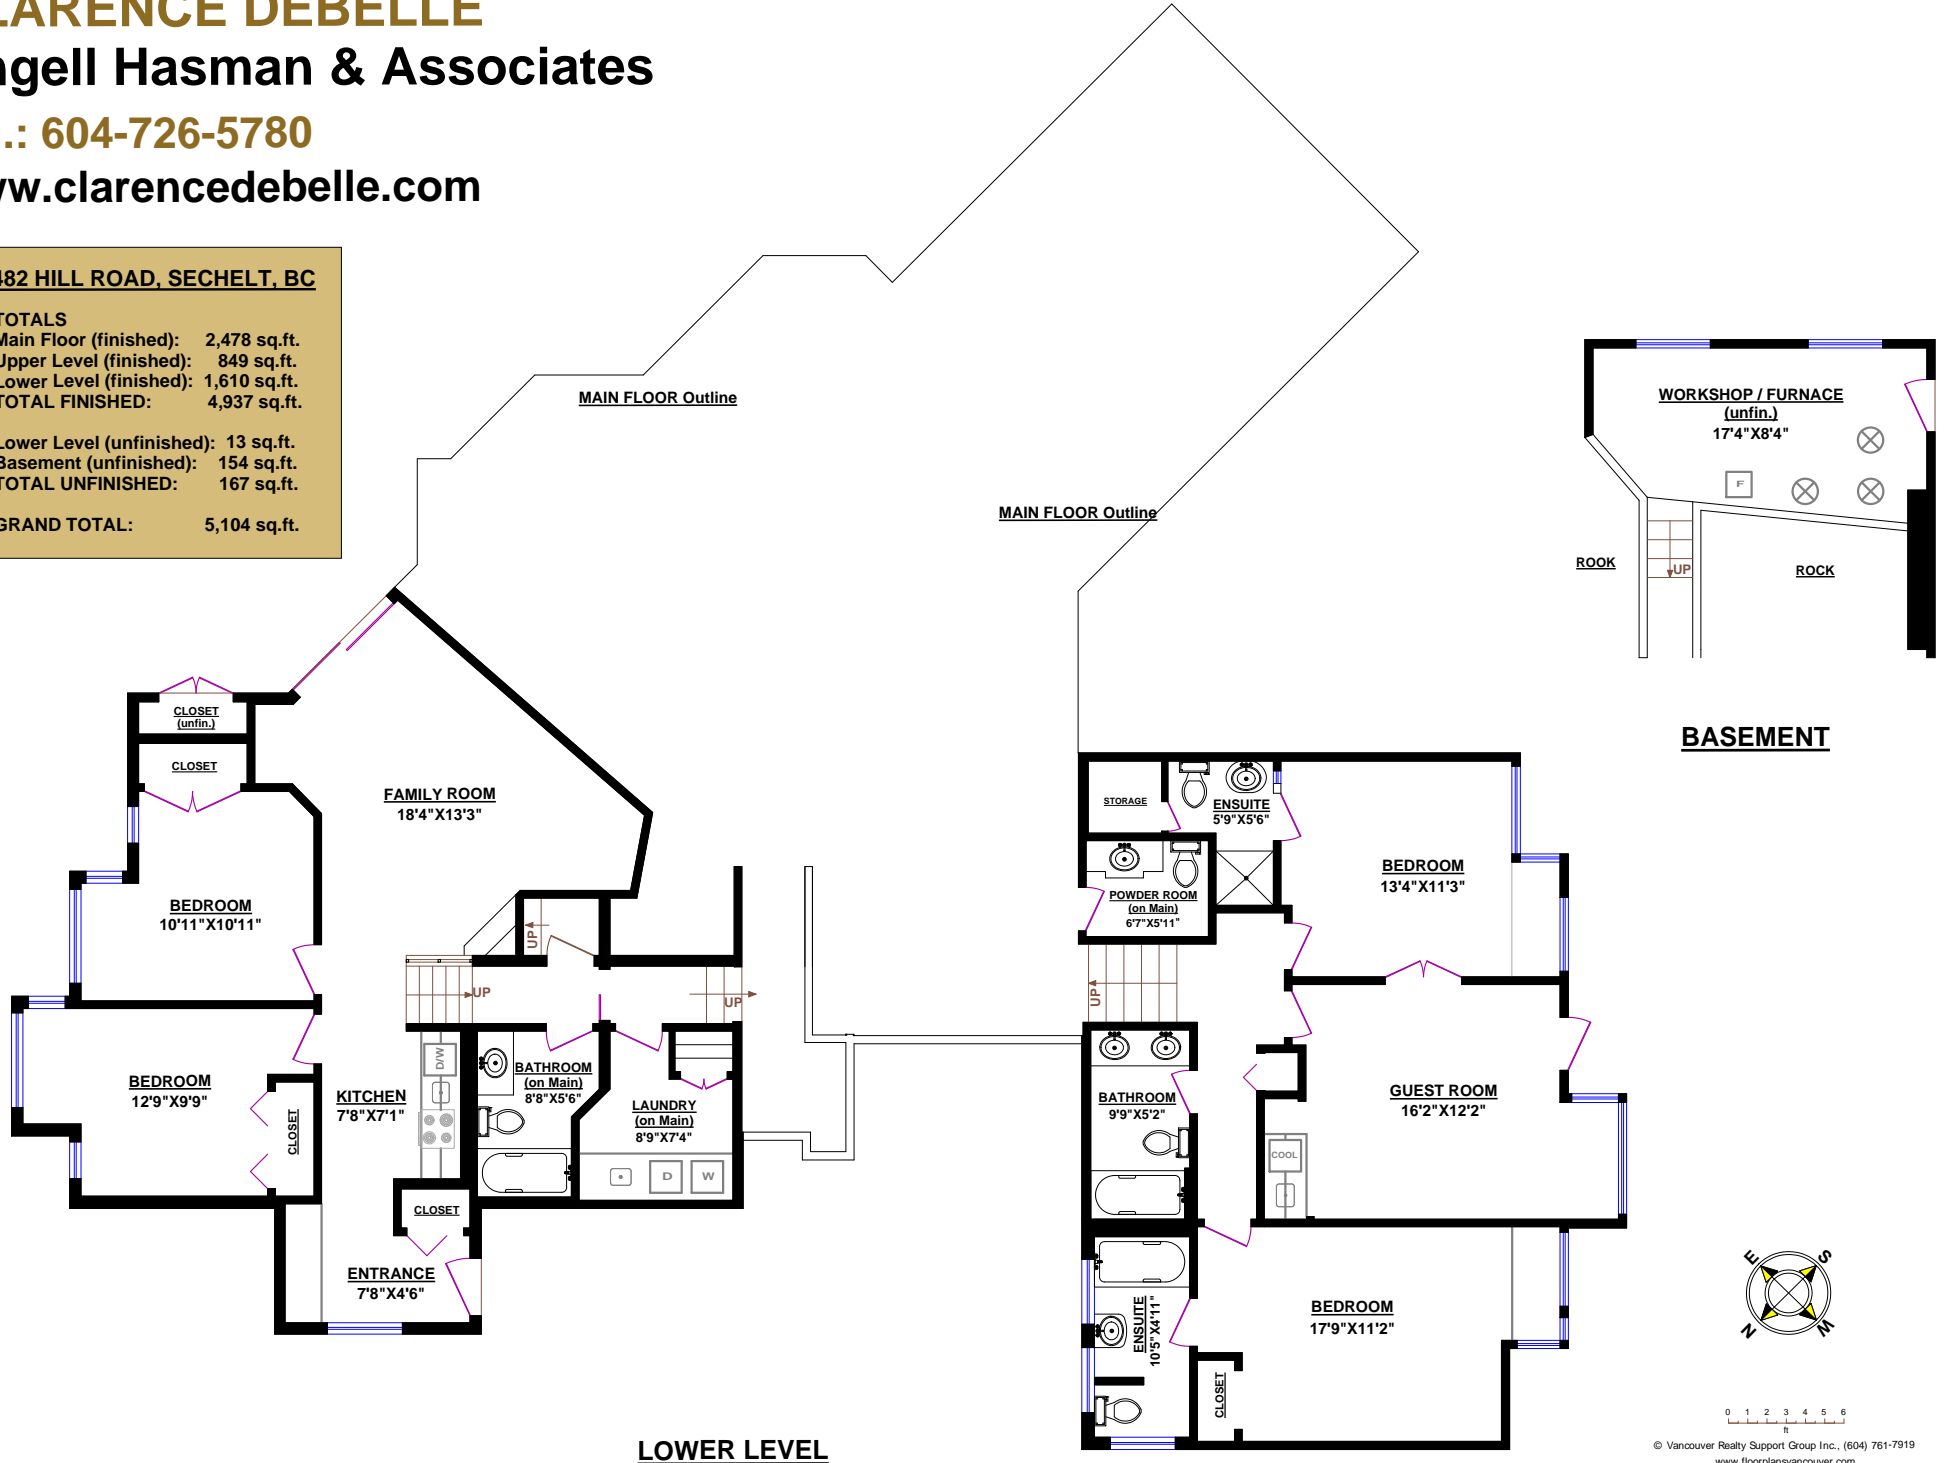 LARENCE DEBELLE
ngell Hasman & Associates
.: 604-726-5780
w.clarencedebelle.com
482 HILL ROAD, SECHELT, BC
TOTALS
Main Floor (finished): 2,478 sq.ft.
Upper Level (finished): 849 sq.ft.
Lower Level (finished): 1,610 sq.ft.
TOTAL FINISHED: 4,937 sq.ft.
Lower Level (unfinished): 13 sq.ft.
Basement (unfinished): 154 sq.ft.
TOTAL UNFINISHED: 167 sq.ft.
GRAND TOTAL: 5,104 sq.ft.
MAIN FLOOR Outline
MAIN FLOOR Outline
WORKSHOP / FURNACE
(unfin.)
17'4"X8'4"
F
ROOK
UP
ROCK
BASEMENT
CLOSET
(unfin.)
CLOSET
FAMILY ROOM
18'4"X13'3"
BEDROOM
10'11"X10'11"
UP
UP
UP
BEDROOM
12'9"X9'9"
CLOSET
KITCHEN
7'8"X7'1"
D/W
BATHROOM
(on Main)
8'8"X5'6"
LAUNDRY
(on Main)
8'9"X7'4"
D
W
CLOSET
ENTRANCE
7'8"X4'6"
STORAGE
ENSUITE
5'9"X5'6"
POWDER ROOM
(on Main)
6'7"X5'11"
BEDROOM
13'4"X11'3"
UP
BATHROOM
9'9"X5'2"
GUEST ROOM
16'2"X12'2"
COOL
ENSUITE
10'5"X4'11"
BEDROOM
17'9"X11'2"
CLOSET
LOWER LEVEL
E
S
N
W
0 1 2 3 4 5 6
ft
© Vancouver Realty Support Group Inc., (604) 761-7919
www.floorplansvancouver.com